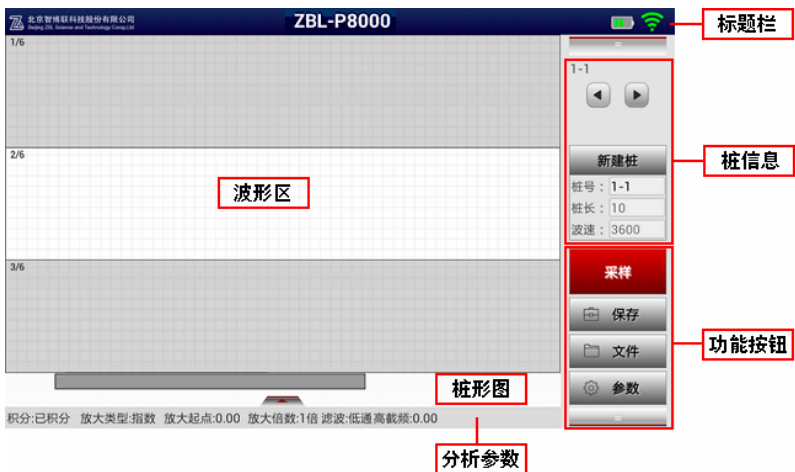 北京智博联科技股份有限公司
Beijing ZBL Science and Technology Comp,Ltd
ZBL-P8000
标题栏
1/6
1-1
2/6
波形区
新建桩
桩信息
桩号：1-1
桩长：10
波速：3600
3/6
采样
保存
文件
功能按钮
参数
桩形图
积分:已积分 放大类型:指数 放大起点:0.00 放大倍数:1倍 滤波:低通高截频:0.00
分析参数